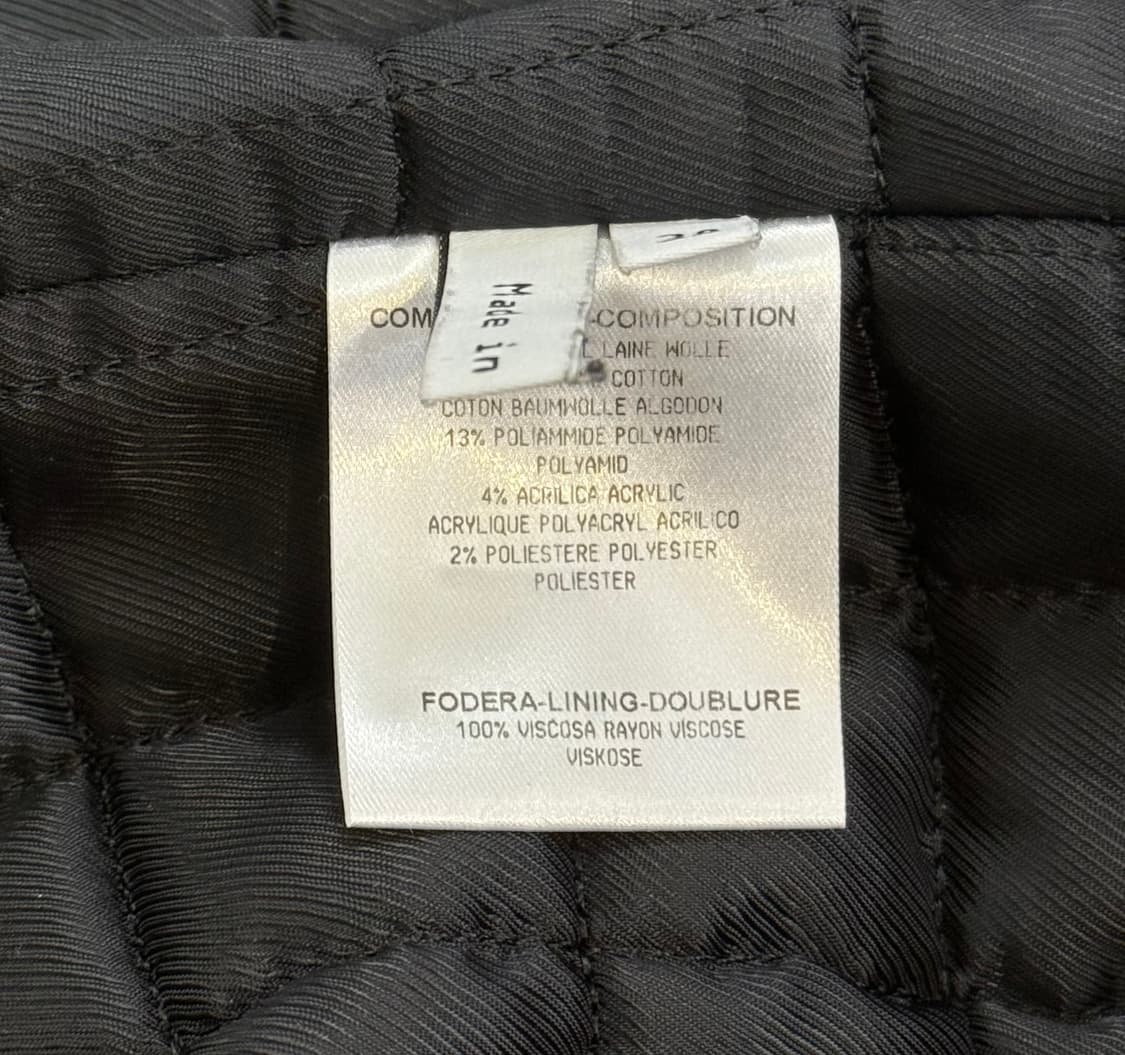 Made in
-COMPOSITION
LAINE WOLLE
COTTON
COTON BAUMWOLLE ALGODON
13% POLIAMMIDE POLYAMIDE
POLYAMID
4% ACRILICA ACRYLIC
ACRYLIQUE POLYACRYL ACRILICO
2% POLIESTERE POLYESTER
POLIESTER
FODERA-LINING-DOUBLURE
100% VISCOSA RAYON VISCOSE
VISKOSE